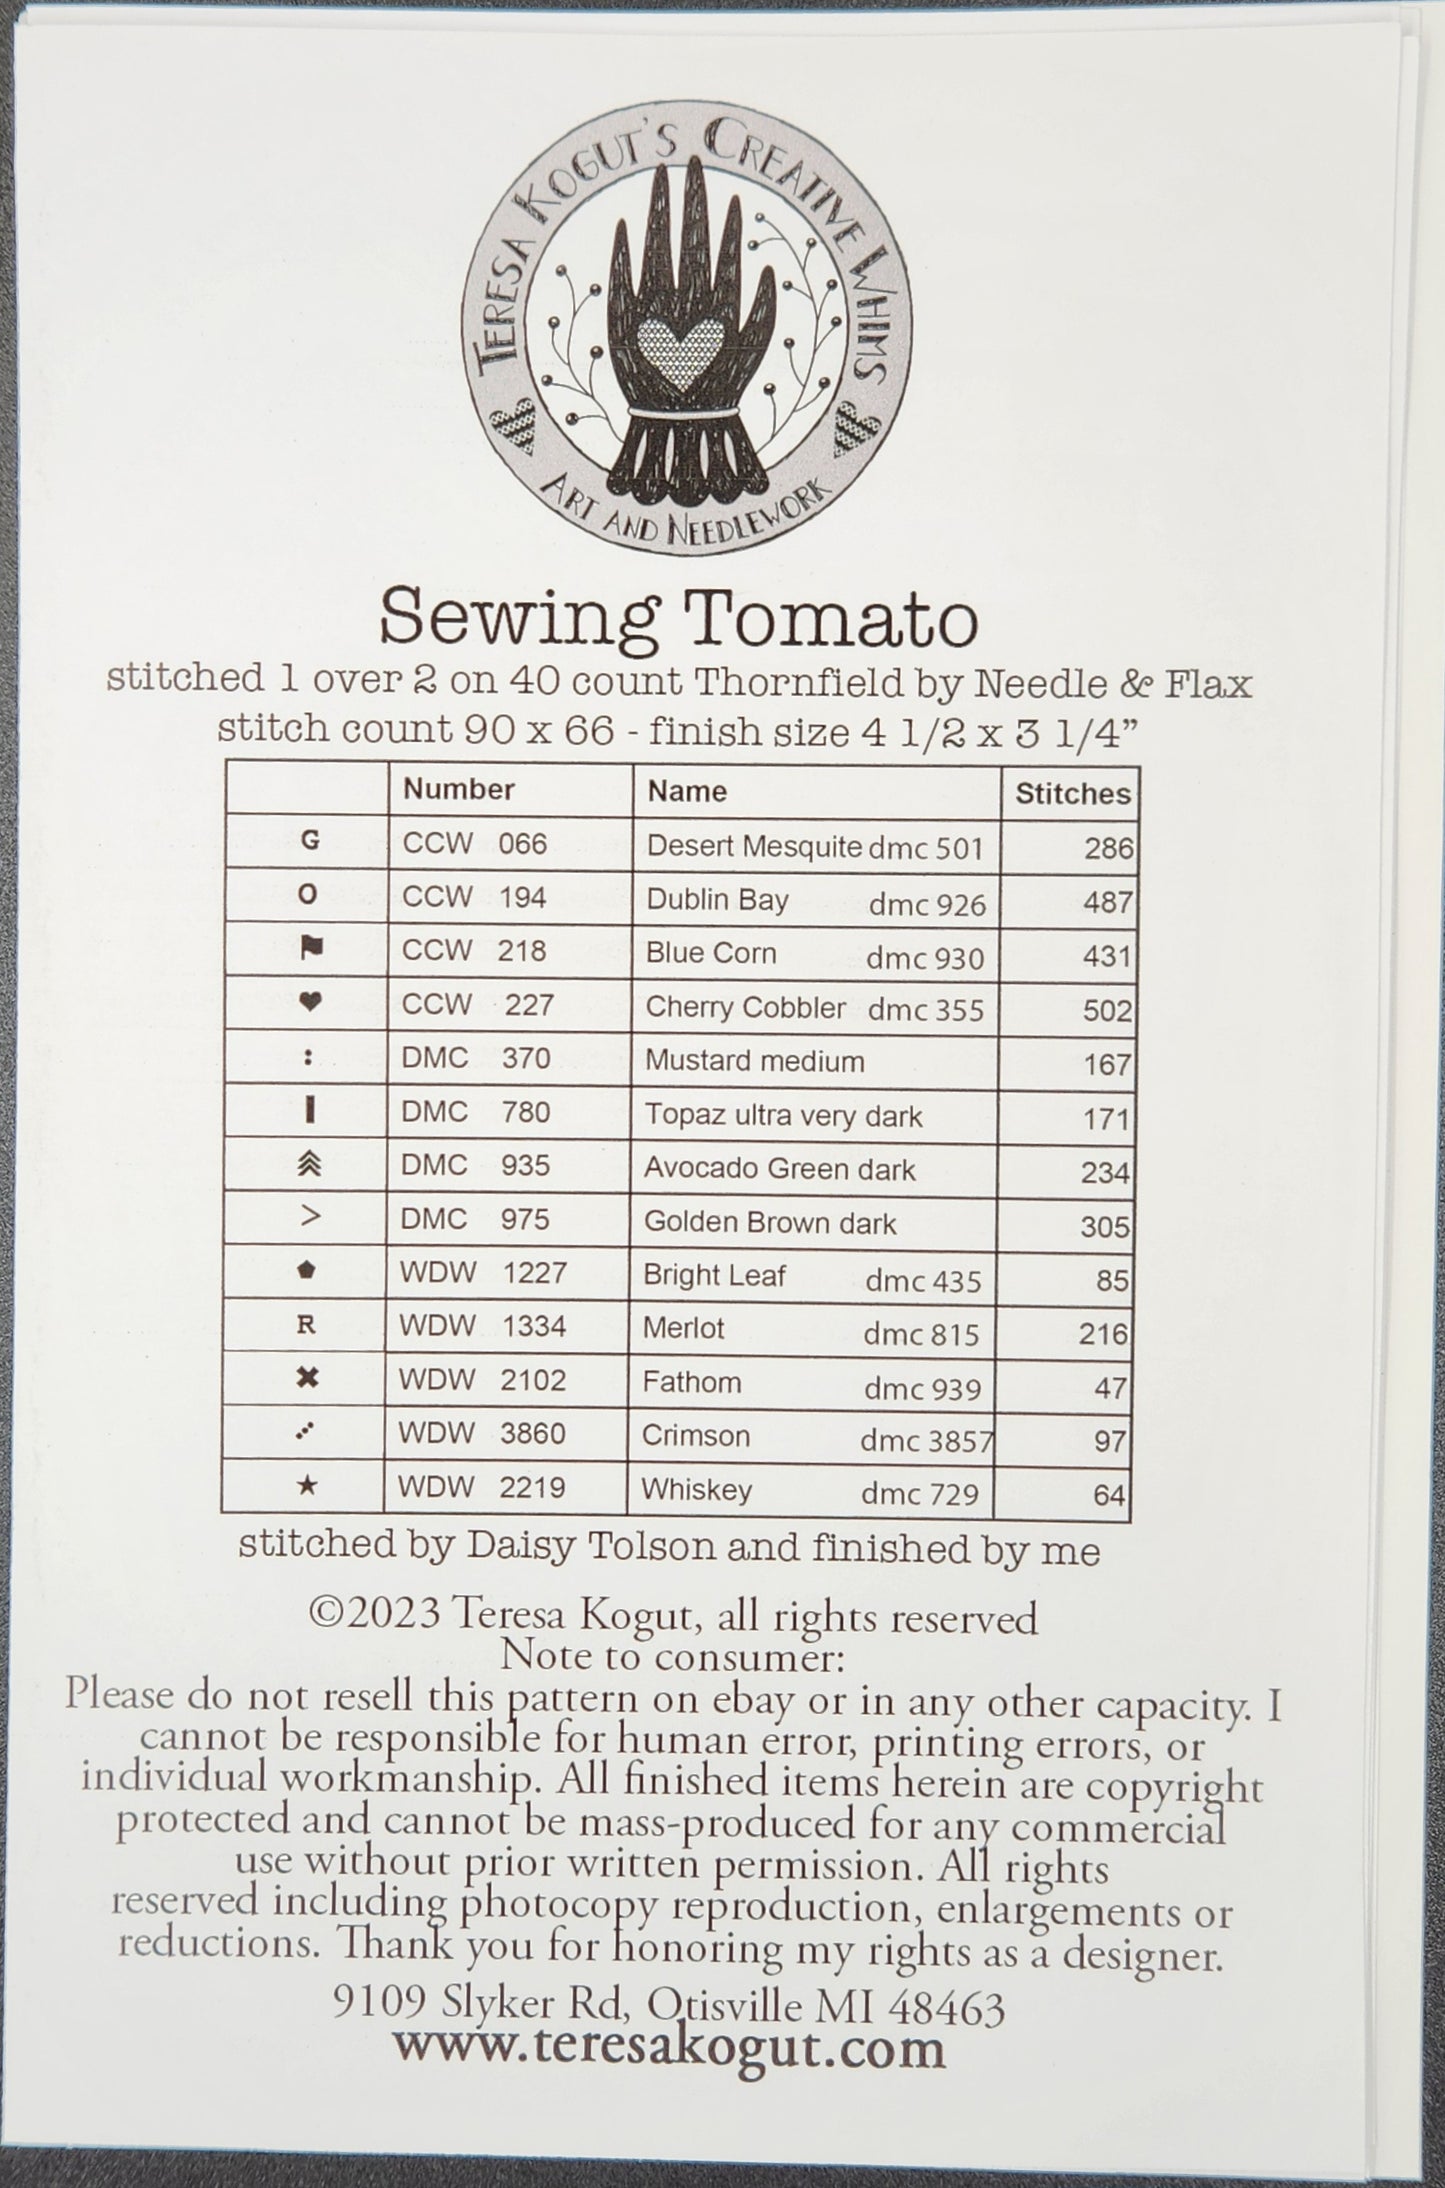 TERESA KOGUT'S CREATIVE WHIMS
ART AND NEEDLEWORK
Sewing Tomato
stitched 1 over 2 on 40 count Thornfield by Needle & Flax
stitch count 90 x 66 - finish size 4 1/2 x 3 1/4”
Number Name Stitches
G CCW 066 Desert Mesquite dmc 501 286
O CCW 194 Dublin Bay dmc 926 487
CCW 218 Blue Corn dmc 930 431
♥ CCW 227 Cherry Cobbler dmc 355 502
: DMC 370 Mustard medium 167
DMC 780 Topaz ultra very dark 171
DMC 935 Avocado Green dark 234
> DMC 975 Golden Brown dark 305
WDW 1227 Bright Leaf dmc 435 85
R WDW 1334 Merlot dmc 815 216
✖ WDW 2102 Fathom dmc 939 47
WDW 3860 Crimson dmc 3857 97
★ WDW 2219 Whiskey dmc 729 64
stitched by Daisy Tolson and finished by me
©2023 Teresa Kogut, all rights reserved
Note to consumer:
Please do not resell this pattern on ebay or in any other capacity. I
cannot be responsible for human error, printing errors, or
individual workmanship. All finished items herein are copyright
protected and cannot be mass-produced for any commercial
use without prior written permission. All rights
reserved including photocopy reproduction, enlargements or
reductions. Thank you for honoring my rights as a designer.
9109 Slyker Rd, Otisville MI 48463
www.teresakogut.com